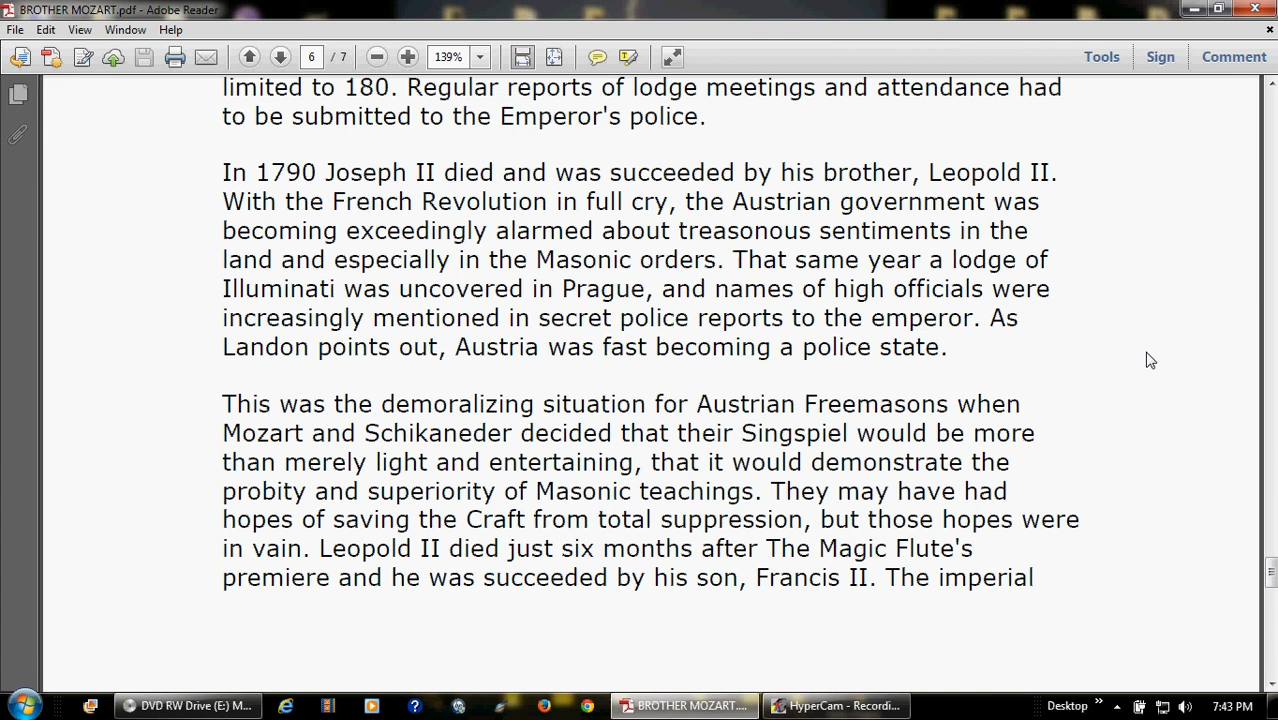 BROTHER MOZART.pdf - Adobe Reader
File Edit View Window Help
6 / 7 139% Tools Sign Comment
limited to 180. Regular reports of lodge meetings and attendance had
to be submitted to the Emperor's police.
In 1790 Joseph II died and was succeeded by his brother, Leopold II.
With the French Revolution in full cry, the Austrian government was
becoming exceedingly alarmed about treasonous sentiments in the
land and especially in the Masonic orders. That same year a lodge of
Illuminati was uncovered in Prague, and names of high officials were
increasingly mentioned in secret police reports to the emperor. As
Landon points out, Austria was fast becoming a police state.
This was the demoralizing situation for Austrian Freemasons when
Mozart and Schikaneder decided that their Singspiel would be more
than merely light and entertaining, that it would demonstrate the
probity and superiority of Masonic teachings. They may have had
hopes of saving the Craft from total suppression, but those hopes were
in vain. Leopold II died just six months after The Magic Flute's
premiere and he was succeeded by his son, Francis II. The imperial
DVD RW Drive (E:) M... BROTHER MOZART.... HyperCam - Recordi... Desktop 7:43 PM